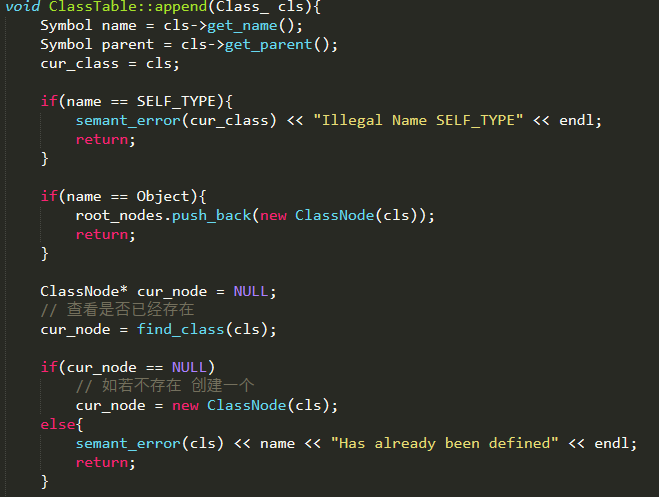 void ClassTable::append(Class_ cls){
    Symbol name = cls->get_name();
    Symbol parent = cls->get_parent();
    cur_class = cls;

    if(name == SELF_TYPE){
        semant_error(cur_class) << "Illegal Name SELF_TYPE" << endl;
        return;
    }

    if(name == Object){
        root_nodes.push_back(new ClassNode(cls));
        return;
    }

    ClassNode* cur_node = NULL;
    // 查看是否已经存在
    cur_node = find_class(cls);

    if(cur_node == NULL)
        // 如若不存在 创建一个
        cur_node = new ClassNode(cls);
    else{
        semant_error(cls) << name << "Has already been defined" << endl;
        return;
    }